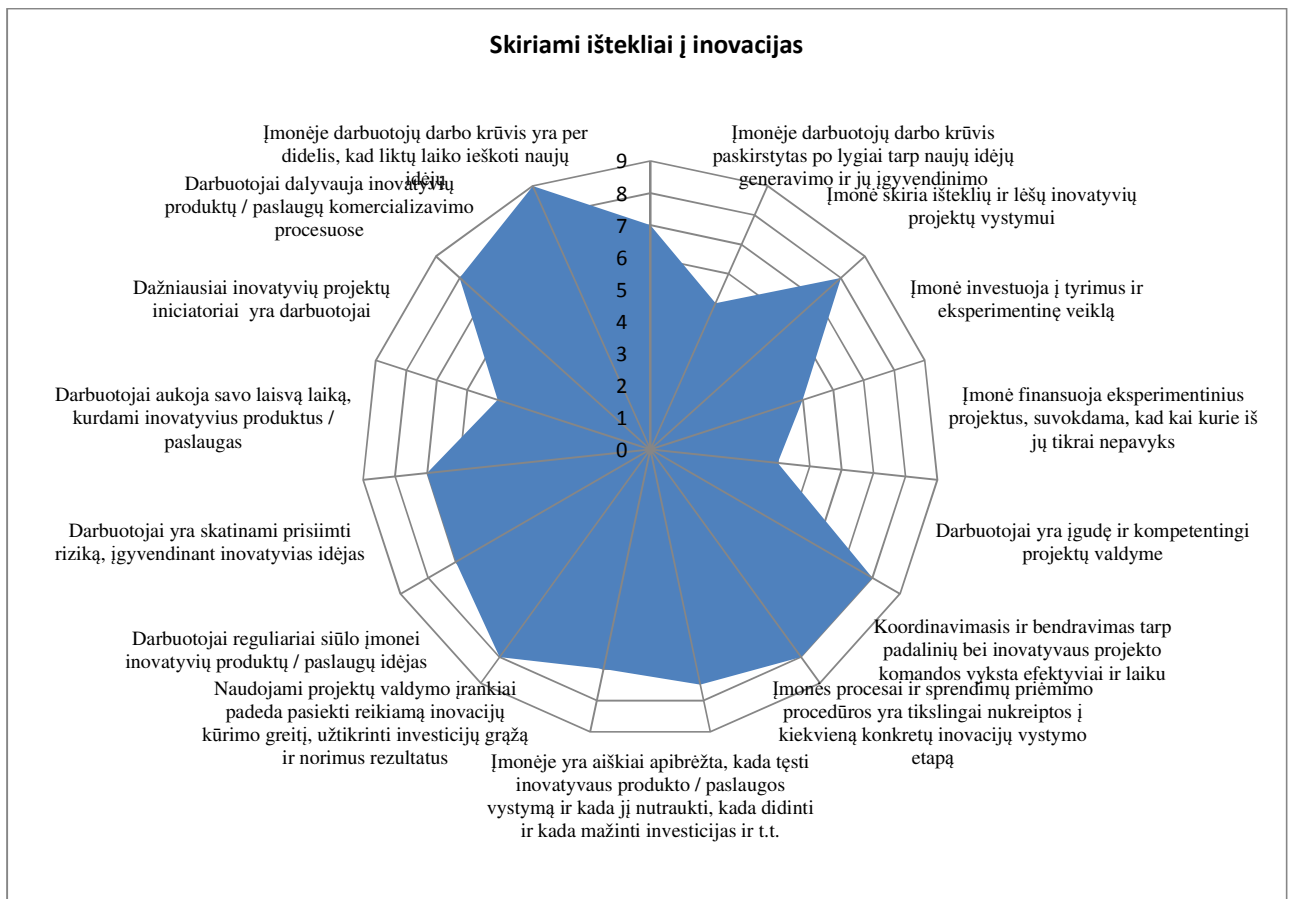 Skiriami ištekliai į inovacijas
Įmonėje darbuotojų darbo krūvis yra per
didelis, kad liktų laiko ieškoti naujų
idėjų
Įmonėje darbuotojų darbo krūvis
paskirstytas po lygiai tarp naujų idėjų
generavimo ir jų įgyvendinimo
Įmonė skiria išteklių ir lėšų inovatyvių
projektų vystymui
Įmonė investuoja į tyrimus ir
eksperimentinę veiklą
Įmonė finansuoja eksperimentinius
projektus, suvokdama, kad kai kurie iš
jų tikrai nepavyks
Darbuotojai yra įgudę ir kompetentingi
projektų valdyme
Koordinavimasis ir bendravimas tarp
padalinių bei inovatyvaus projekto
komandos vyksta efektyviai ir laiku
Įmonės procesai ir sprendimų priėmimo
procedūros yra tikslingai nukreiptos į
kiekvieną konkretų inovacijų vystymo
etapą
Įmonėje yra aiškiai apibrėžta, kada tęsti
inovatyvaus produkto / paslaugos
vystymą ir kada jį nutraukti, kada didinti
ir kada mažinti investicijas ir t.t.
Naudojami projektų valdymo įrankiai
padeda pasiekti reikiamą inovacijų
kūrimo greitį, užtikrinti investicijų grąžą
ir norimus rezultatus
Darbuotojai reguliariai siūlo įmonei
inovatyvių produktų / paslaugų idėjas
Darbuotojai yra skatinami prisiimti
riziką, įgyvendinant inovatyvias idėjas
Darbuotojai aukoja savo laisvą laiką,
kurdami inovatyvius produktus /
paslaugas
Dažniausiai inovatyvių projektų
iniciatoriai  yra darbuotojai
Darbuotojai dalyvauja inovatyvių
produktų / paslaugų komercializavimo
procesuose
9
8
7
6
5
4
3
2
1
0